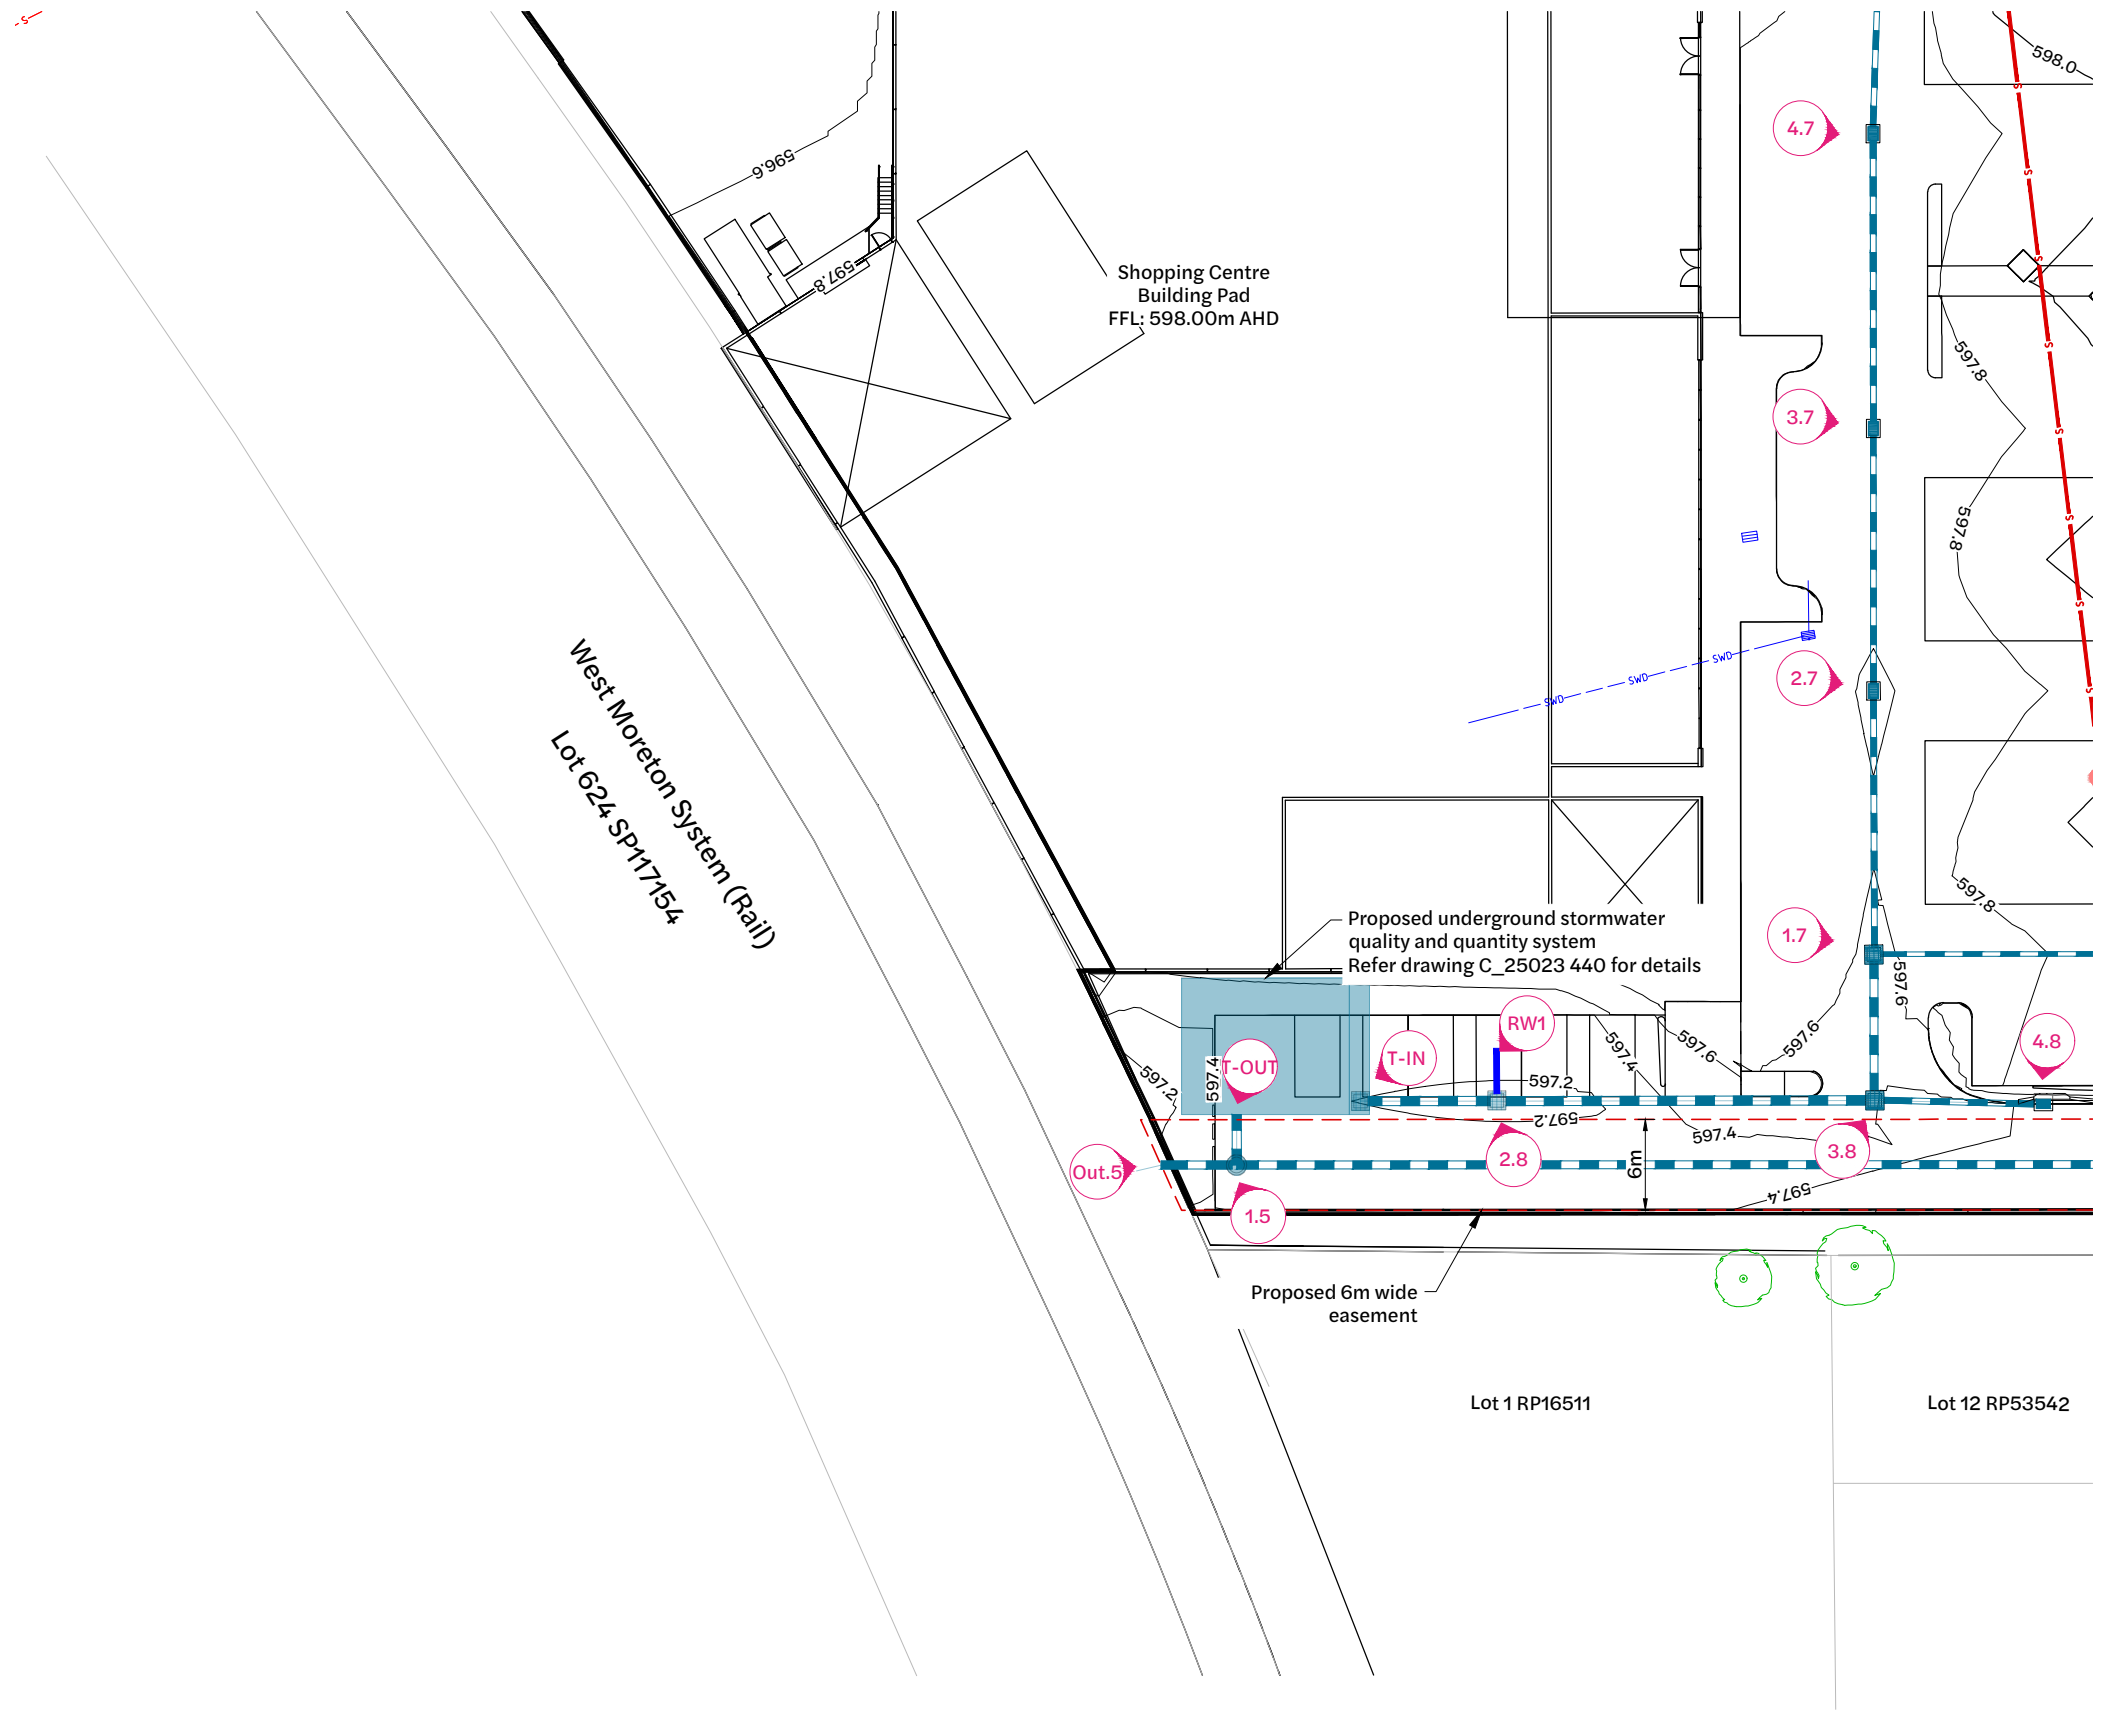 S
598.0
S
4.7
596.6
S
597.8
S
Shopping Centre
Building Pad
FFL: 598.00m AHD
S
597.8
3.7
S
S
597.8
S
West Moreton System (Rail)
Lot 624 SP117154
SWD
SWD
SWD
2.7
S
597.8
Proposed underground stormwater
quality and quantity system
Refer drawing C_25023 440 for details
1.7
597.6
RW1
597.4
597.6
597.6
4.8
T-OUT
T-IN
597.2
597.4
597.2
597.2
597.4
3.8
2.8
6m
Out.5
597.4
1.5
Proposed 6m wide
easement
Lot 1 RP16511
Lot 12 RP53542